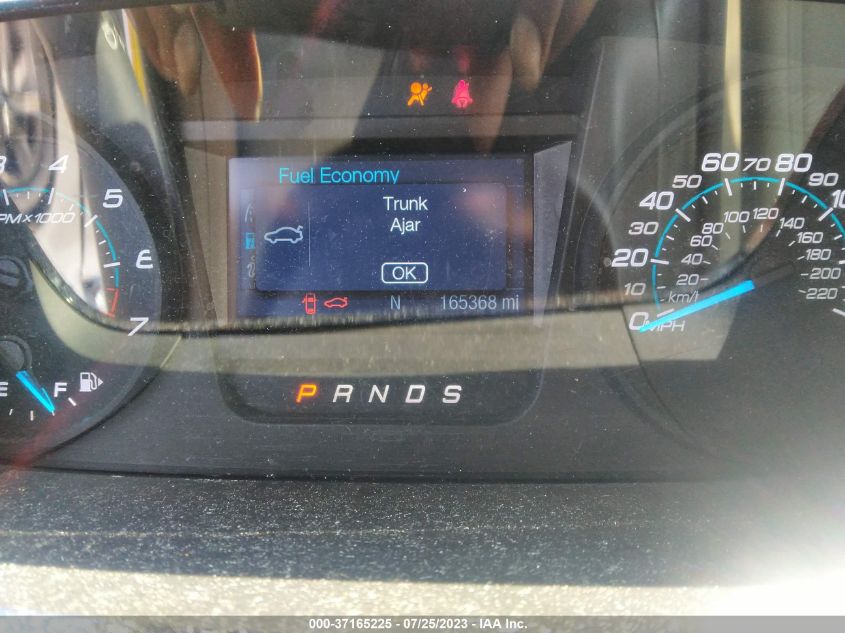 Fuel Economy
Trunk
Ajar
OK
N 165368 mi
P R N D S
3 4 5 6 7
PMX1000
E F
0 10 20 30 40 50 60 70 80 90
20 40 60 80 100 120 140 160 180 200 220
km/h
MPH
000-37165225 - 07/25/2023 - IAA Inc.